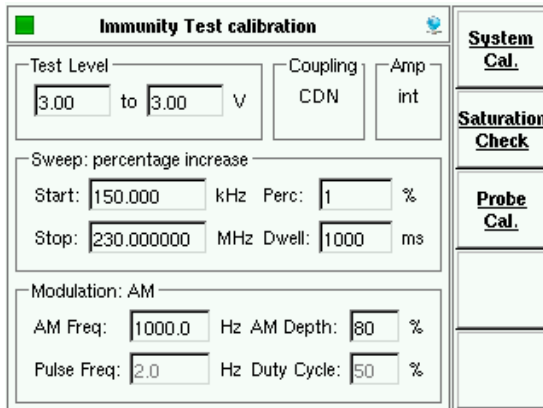 Immunity Test calibration
Test Level
3.00 to 3.00 V
Coupling
CDN
Amp
int
Sweep: percentage increase
Start: 150.000 kHz Perc: 1 %
Stop: 230.000000 MHz Dwell: 1000 ms
Modulation: AM
AM Freq: 1000.0 Hz AM Depth: 80 %
Pulse Freq: 2.0 Hz Duty Cycle: 50 %
System
Cal.
Saturation
Check
Probe
Cal.